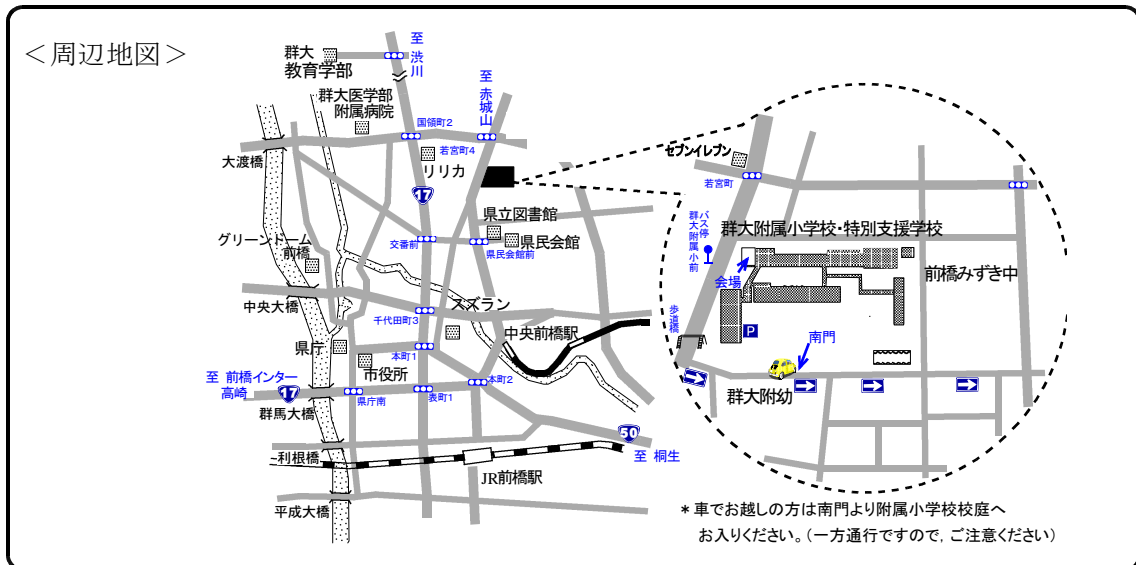 ＜周辺地図＞
群大
教育学部
至
渋
川
至
赤
城
山
群大医学部
附属病院
国領町2
若宮町4
大渡橋
リリカ
17
県立図書館
県民会館
交番前
県民会館前
グリーンドーム
前橋
中央大橋
スズラン
千代田町3
中央前橋駅
県庁
本町1
市役所
本町2
至 前橋インター
高崎
17
県庁南
表町1
群馬大橋
50
至 桐生
利根橋
JR前橋駅
平成大橋
セブンイレブン
若宮町
バス停
群大附属小前
群大附属小学校・特別支援学校
会場
前橋みずき中
歩道橋
P
南門
群大附幼
＊車でお越しの方は南門より附属小学校校庭へ
お入りください。（一方通行ですので，ご注意ください）